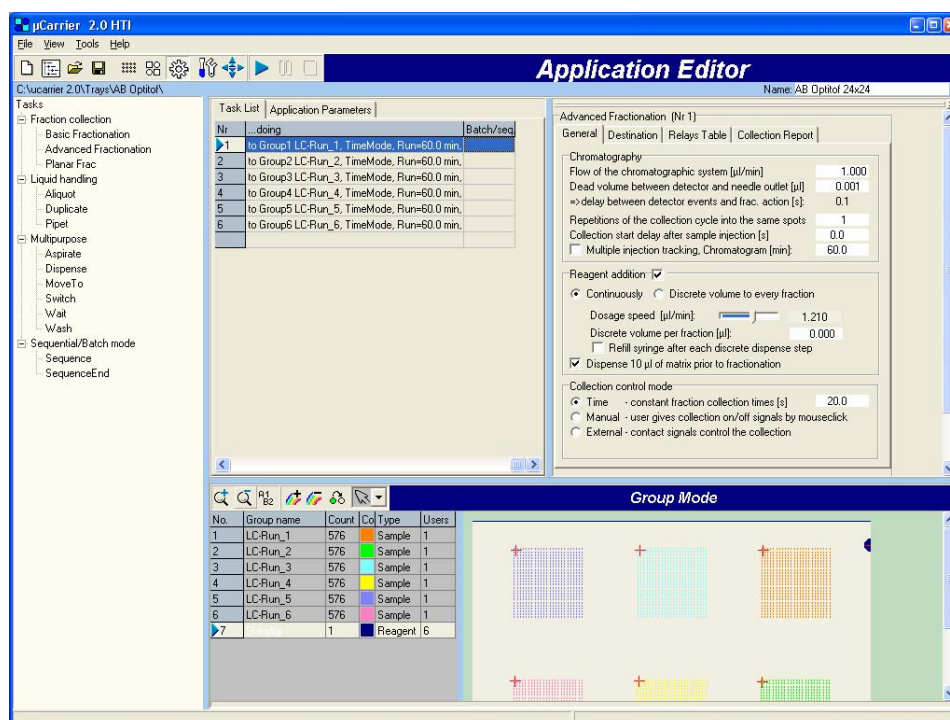 µCarrier 2.0 HTI
File View Tools Help
Application Editor
C:\ucarrier 2.0\Trays\AB Optitof\
Name: AB Optitof 24x24
Tasks
Fraction collection
Basic Fractionation
Advanced Fractionation
Planar Frac
Liquid handling
Aliquot
Duplicate
Pipet
Multipurpose
Aspirate
Dispense
MoveTo
Switch
Wait
Wash
Sequential/Batch mode
Sequence
SequenceEnd
Task List Application Parameters
Nr ...doing Batch/seq.
1 to Group1 LC-Run_1, TimeMode, Run=60.0 min,
2 to Group2 LC-Run_2, TimeMode, Run=60.0 min,
3 to Group3 LC-Run_3, TimeMode, Run=60.0 min,
4 to Group4 LC-Run_4, TimeMode, Run=60.0 min,
5 to Group5 LC-Run_5, TimeMode, Run=60.0 min,
6 to Group6 LC-Run_6, TimeMode, Run=60.0 min,
Advanced Fractionation (Nr 1)
General Destination Relays Table Collection Report
Chromatography
Flow of the chromatographic system [µl/min] 1.000
Dead volume between detector and needle outlet [µl] 0.001
=>delay between detector events and frac. action [s]: 0.1
Repetitions of the collection cycle into the same spots 1
Collection start delay after sample injection [s] 0.0
Multiple injection tracking, Chromatogram [min]: 60.0
Reagent addition
Continuously Discrete volume to every fraction
Dosage speed [µl/min]: 1.210
Discrete volume per fraction [µl]: 0.000
Refill syringe after each discrete dispense step
Dispense 10 µl of matrix prior to fractionation
Collection control mode
Time - constant fraction collection times [s] 20.0
Manual - user gives collection on/off signals by mouseclick
External - contact signals control the collection
A1
B2
Group Mode
No. Group name Count Co Type Users
1 LC-Run_1 576 Sample 1
2 LC-Run_2 576 Sample 1
3 LC-Run_3 576 Sample 1
4 LC-Run_4 576 Sample 1
5 LC-Run_5 576 Sample 1
6 LC-Run_6 576 Sample 1
7 Standby 1 Reagent 6